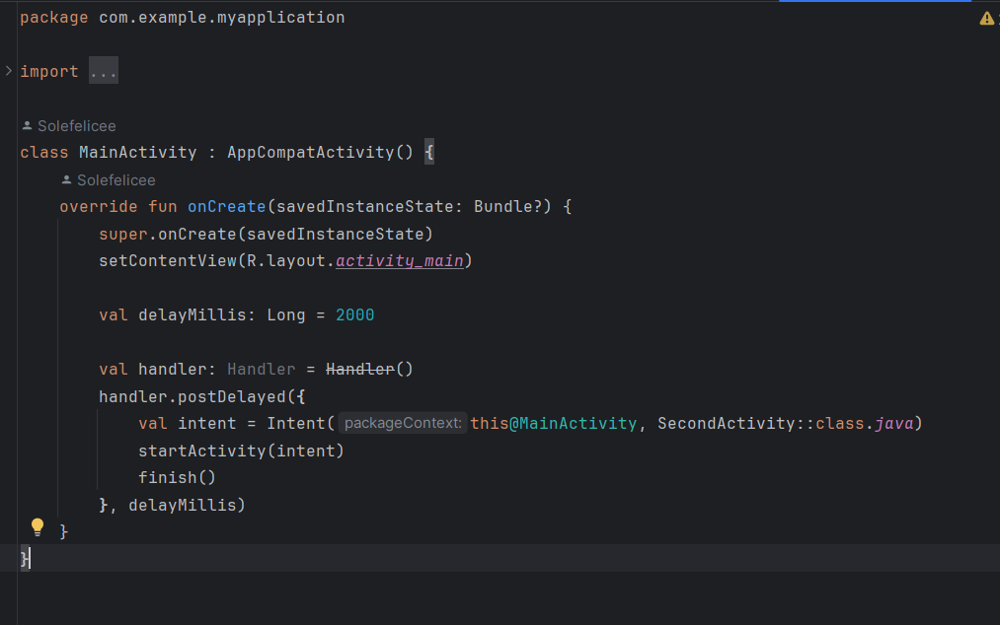 package com.example.myapplication
import ...
Solefelicee
class MainActivity : AppCompatActivity() {
Solefelicee
override fun onCreate(savedInstanceState: Bundle?) {
super.onCreate(savedInstanceState)
setContentView(R.layout.activity_main)
val delayMillis: Long = 2000
val handler: Handler = Handler()
handler.postDelayed({
val intent = Intent( packageContext: this@MainActivity, SecondActivity::class.java)
startActivity(intent)
finish()
}, delayMillis)
}
}